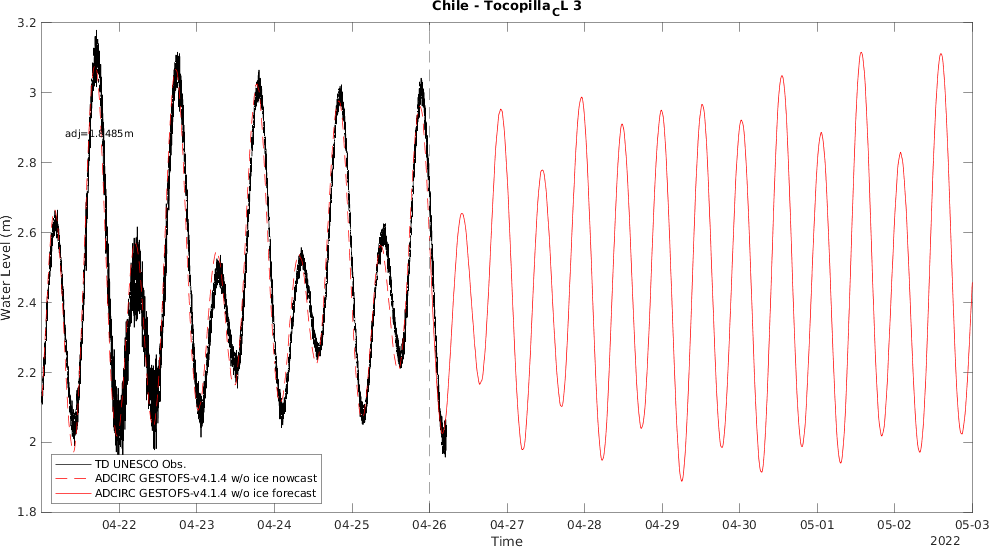 Chile - Tocopilla_CL 3
3.2
3
2.8
2.6
2.4
2.2
2
1.8
Water Level (m)
adj=1.8485m
TD UNESCO Obs.
ADCIRC GESTOFS-v4.1.4 w/o ice nowcast
ADCIRC GESTOFS-v4.1.4 w/o ice forecast
04-22 04-23 04-24 04-25 04-26 04-27 04-28 04-29 04-30 05-01 05-02 05-03
Time
2022